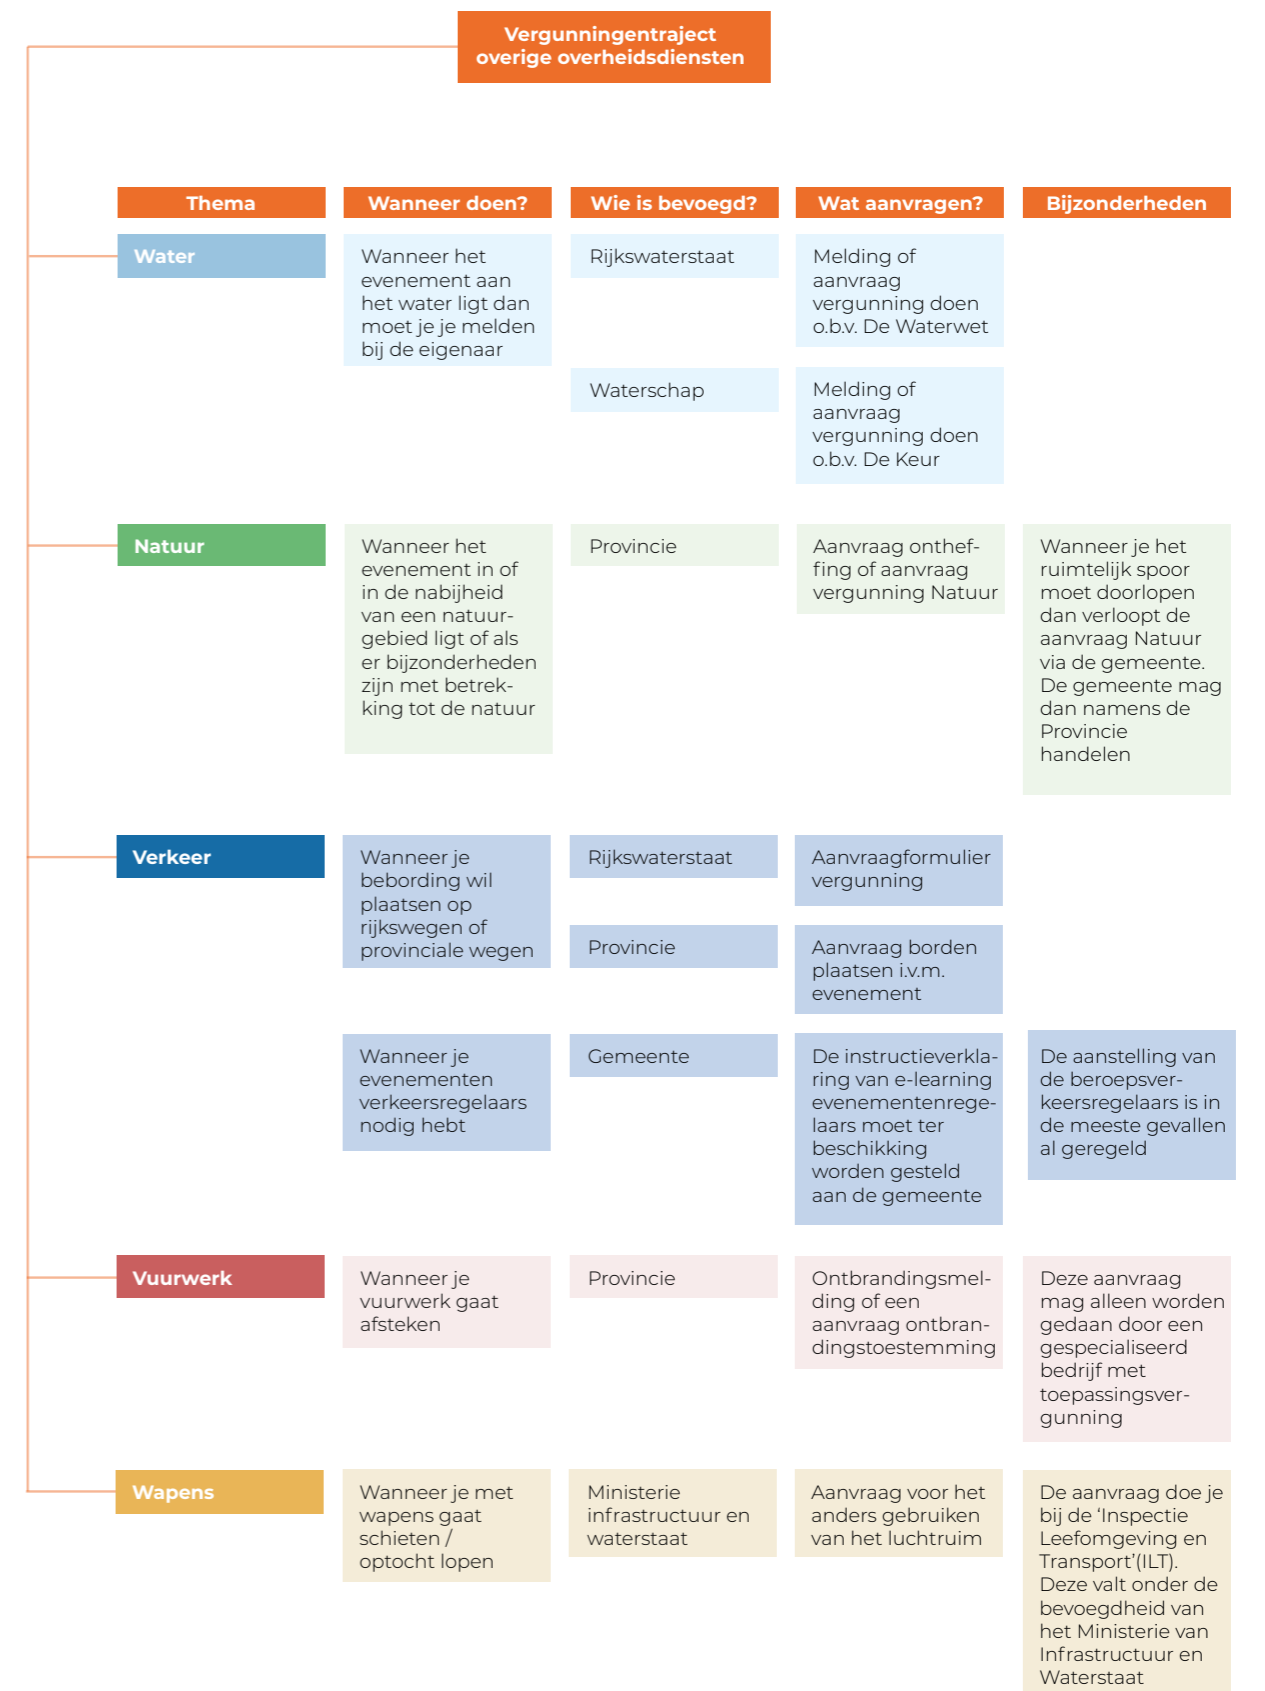 Vergunningentraject
overige overheidsdiensten
Thema
Wanneer doen?
Wie is bevoegd?
Wat aanvragen?
Bijzonderheden
Water
Wanneer het
evenement aan
het water ligt dan
moet je je melden
bij de eigenaar
Rijkswaterstaat
Melding of
aanvraag
vergunning doen
o.b.v. De Waterwet
Waterschap
Melding of
aanvraag
vergunning doen
o.b.v. De Keur
Natuur
Wanneer het
evenement in of
in de nabijheid
van een natuur-
gebied ligt of als
er bijzonderheden
zijn met betrek-
king tot de natuur
Provincie
Aanvraag onthef-
fing of aanvraag
vergunning Natuur
Wanneer je het
ruimtelijk spoor
moet doorlopen
dan verloopt de
aanvraag Natuur
via de gemeente.
De gemeente mag
dan namens de
Provincie
handelen
Verkeer
Wanneer je
bebording wil
plaatsen op
rijkswegen of
provinciale wegen
Rijkswaterstaat
Aanvraagformulier
vergunning
Provincie
Aanvraag borden
plaatsen i.v.m.
evenement
Wanneer je
evenementen
verkeersregelaars
nodig hebt
Gemeente
De instructieverkla-
ring van e-learning
evenementenrege-
laars moet ter
beschikking
worden gesteld
aan de gemeente
De aanstelling van
de beroepsver-
keersregelaars is in
de meeste gevallen
al geregeld
Vuurwerk
Wanneer je
vuurwerk gaat
afsteken
Provincie
Ontbrandingsmel-
ding of een
aanvraag ontbran-
dingstoestemming
Deze aanvraag
mag alleen worden
gedaan door een
gespecialiseerd
bedrijf met
toepassingsver-
gunning
Wapens
Wanneer je met
wapens gaat
schieten /
optocht lopen
Ministerie
infrastructuur en
waterstaat
Aanvraag voor het
anders gebruiken
van het luchtruim
De aanvraag doe je
bij de ‘Inspectie
Leefomgeving en
Transport’(ILT).
Deze valt onder de
bevoegdheid van
het Ministerie van
Infrastructuur en
Waterstaat